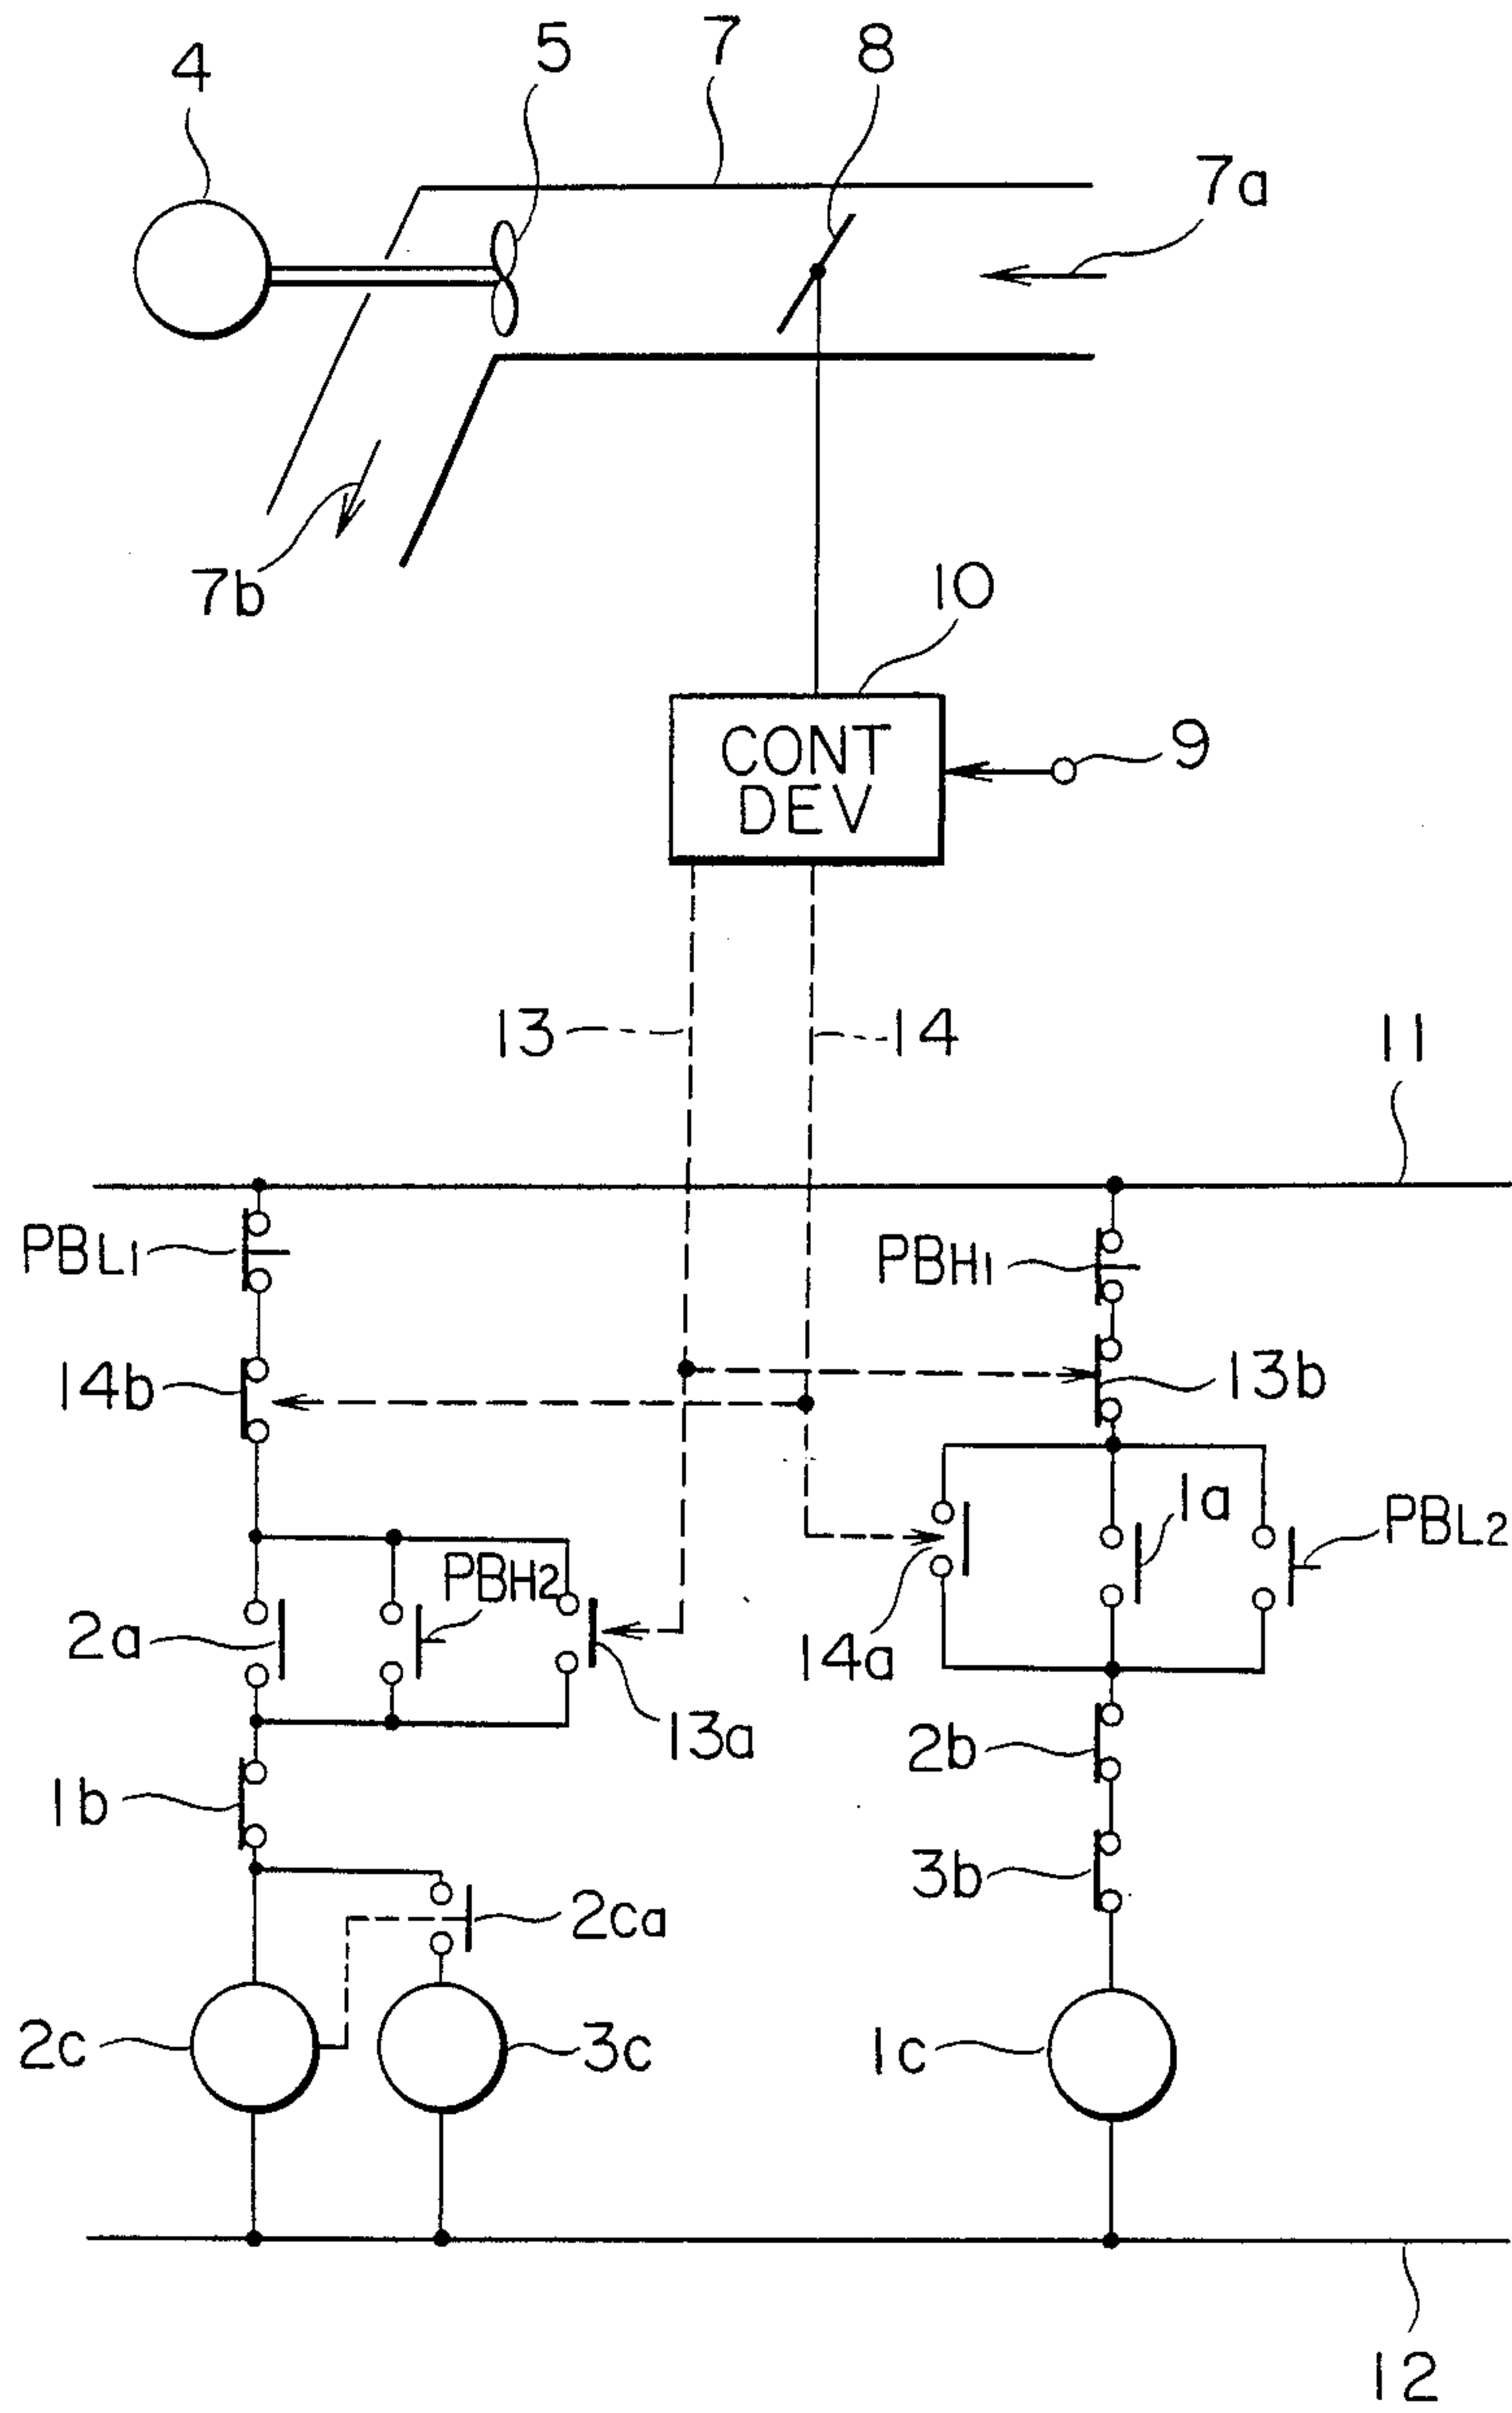 4
5
7
8
7a
7b
10
CONT
DEV
9
13
14
11
PBL1
PBH1
14b
13b
1a
PBL2
PBH2
2a
14a
13a
2b
1b
3b
2ca
2c
3c
1c
12